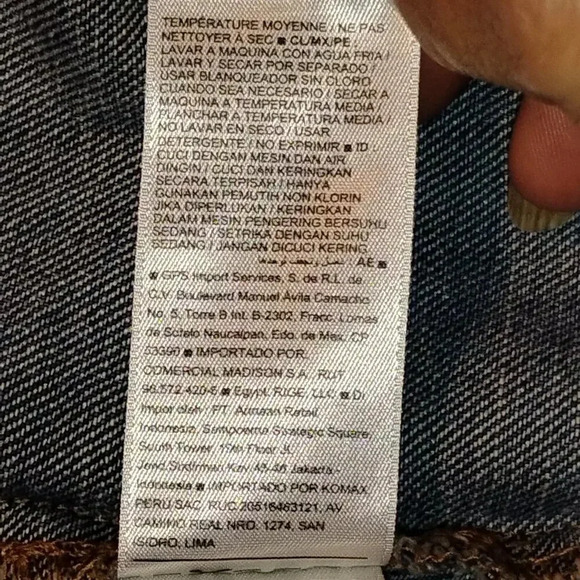 TEMPÉRATURE MOYENNE / NE PAS
NETTOYER À SEC ■ CL/MX/PE /
LAVAR A MAQUINA CON AGUA FRIA /
LAVAR Y SECAR POR SEPARADO /
USAR BLANQUEADOR SIN CLORO
CUANDO SEA NECESARIO / SECAR A
MAQUINA A TEMPERATURA MEDIA /
PLANCHAR A TEMPERATURA MEDIA /
NO LAVAR EN SECO / USAR
DETERGENTE / NO EXPRIMIR ■ ID
CUCI DENGAN MESIN DAN AIR
DINGIN / CUCI DAN KERINGKAN
SECARA TERPISAH / HANYA
GUNAKAN PEMUTIH NON KLORIN
JIKA DIPERLUKAN / KERINGKAN
DALAM MESIN PENGERING BERSUHU
SEDANG / SETRIKA DENGAN SUHU
SEDANG / JANGAN DICUCI KERING
AE ■
■ GPS Import Services, S. de R.L. de
C.V. Boulevard Manuel Avila Camacho
No. 5, Torre B Int. B-2302, Fracc. Lomas
de Sotelo Naucalpan, Edo. de Mex. CP
53390 ■ IMPORTADO POR:
COMERCIAL MADISON S.A., RUT
96.572.420-6 ■ Egypt, RIGE, LLC ■ Di
impor oleh: PT. Retail
Indonesia, Sampoerna Strategic Square,
South Tower, Floor Jl.
Jend. Sudirman Kav. 45-46 Jakarta -
Indonesia ■ IMPORTADO POR KOMAX
PERU SAC, RUC 20516463121, AV.
CAMINO REAL NRO. 1274, SAN
ISIDRO, LIMA